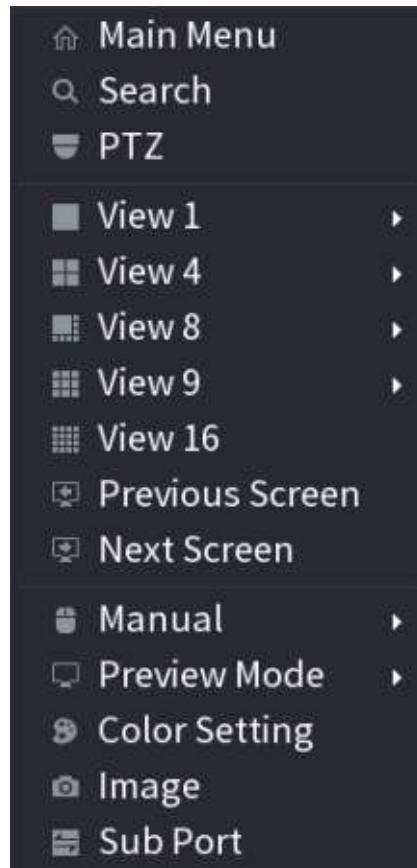 Main Menu
Search
PTZ
View 1
View 4
View 8
View 9
View 16
Previous Screen
Next Screen
Manual
Preview Mode
Color Setting
Image
Sub Port